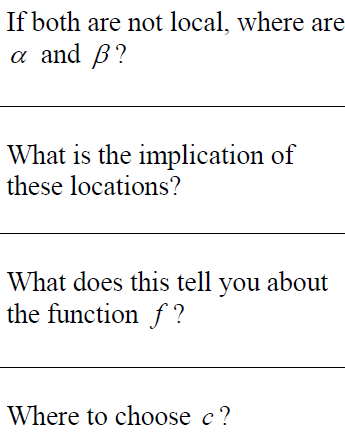 If both are not local, where are
α and β?
What is the implication of
these locations?
What does this tell you about
the function f?
Where to choose c?